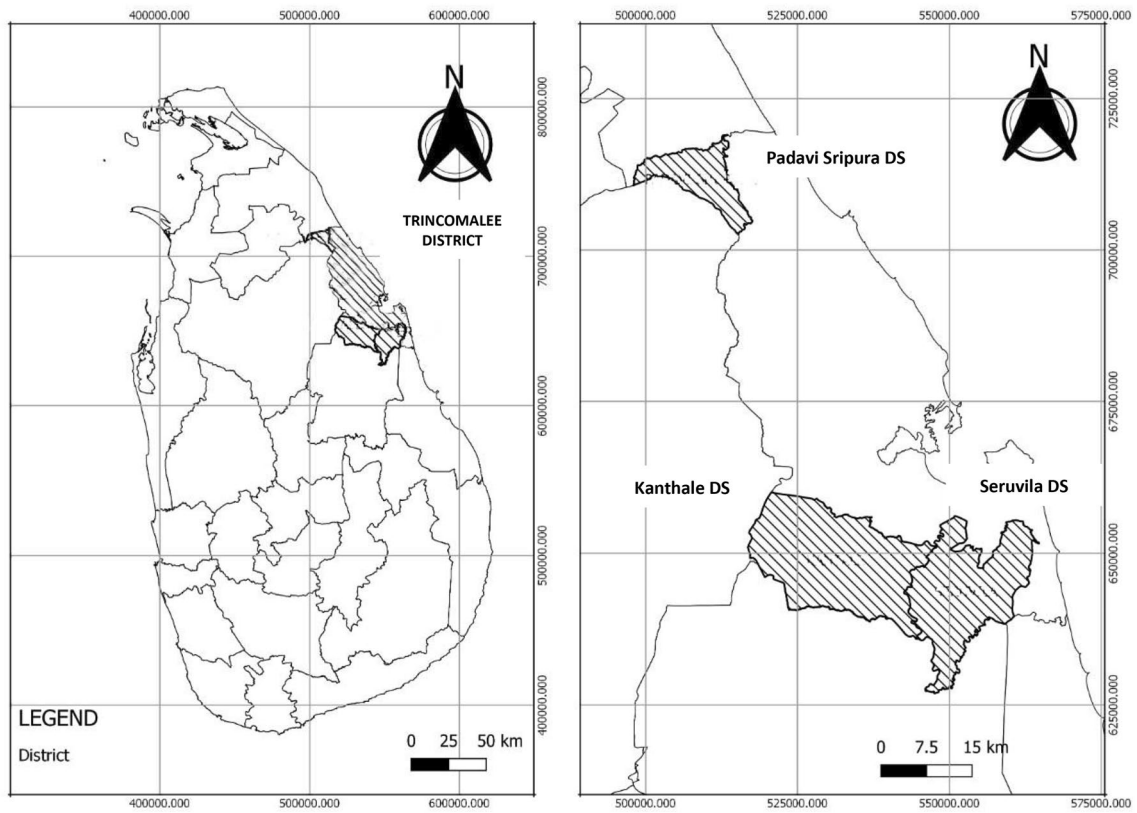 400000.000 500000.000 600000.000
500000.000 525000.000 550000.000 575000.000
N
N
800000.000
725000.000
Padavi Sripura DS
TRINCOMALEE
DISTRICT
700000.000
700000.000
675000.000
600000.000
Kanthale DS
Seruvila DS
500000.000
650000.000
400000.000
625000.000
LEGEND
District
0 25 50 km
0 7.5 15 km
400000.000 500000.000 600000.000
500000.000 525000.000 550000.000 575000.000